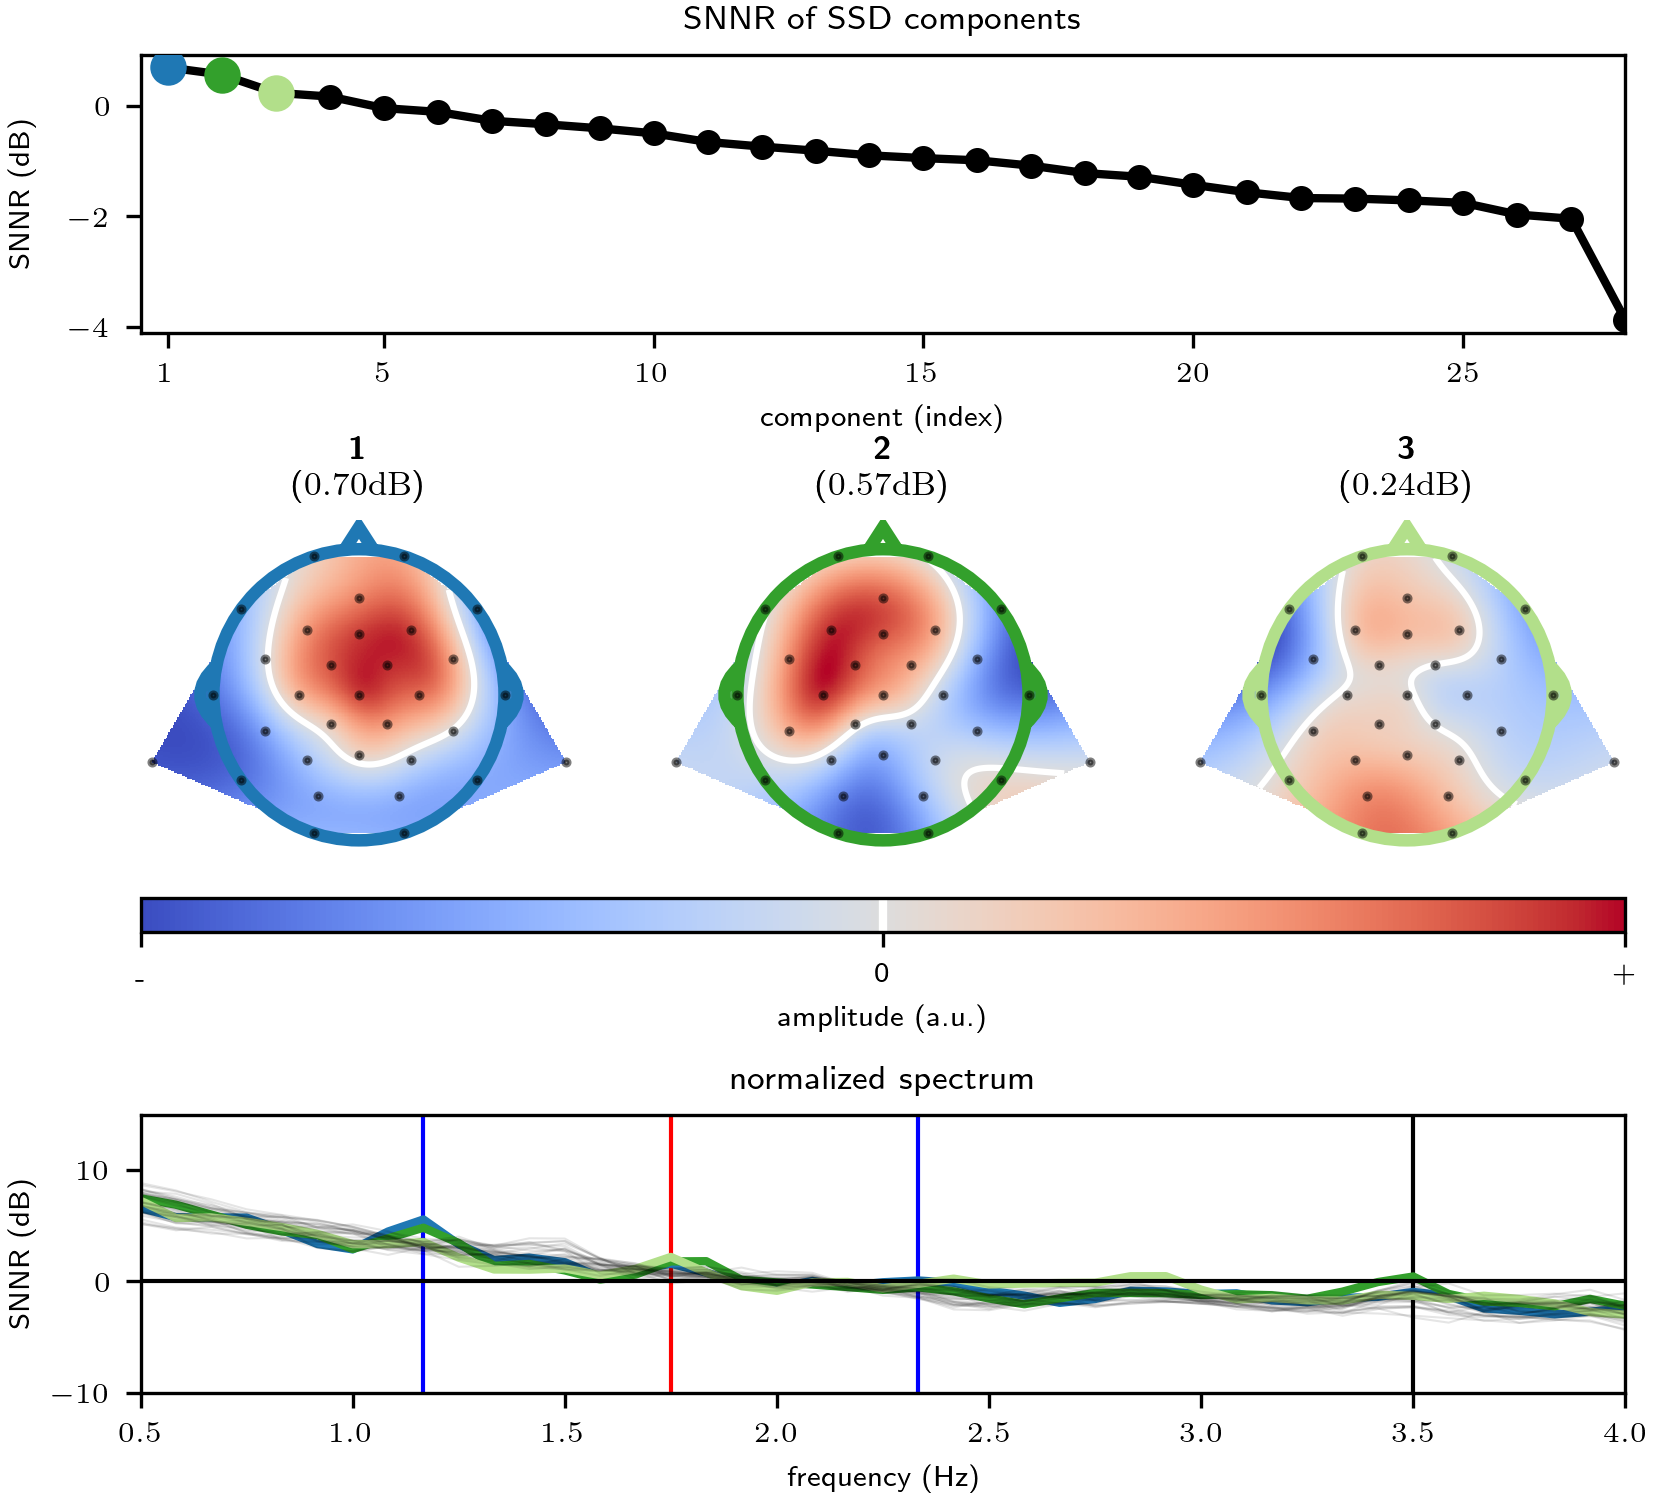 SNNR of SSD components
SNNR (dB)
0
−2
−4
1 5 10 15 20 25
component (index)
1 2 3
(0.70dB) (0.57dB) (0.24dB)
- 0 +
amplitude (a.u.)
normalized spectrum
SNNR (dB)
10
0
−10
0.5 1.0 1.5 2.0 2.5 3.0 3.5 4.0
frequency (Hz)